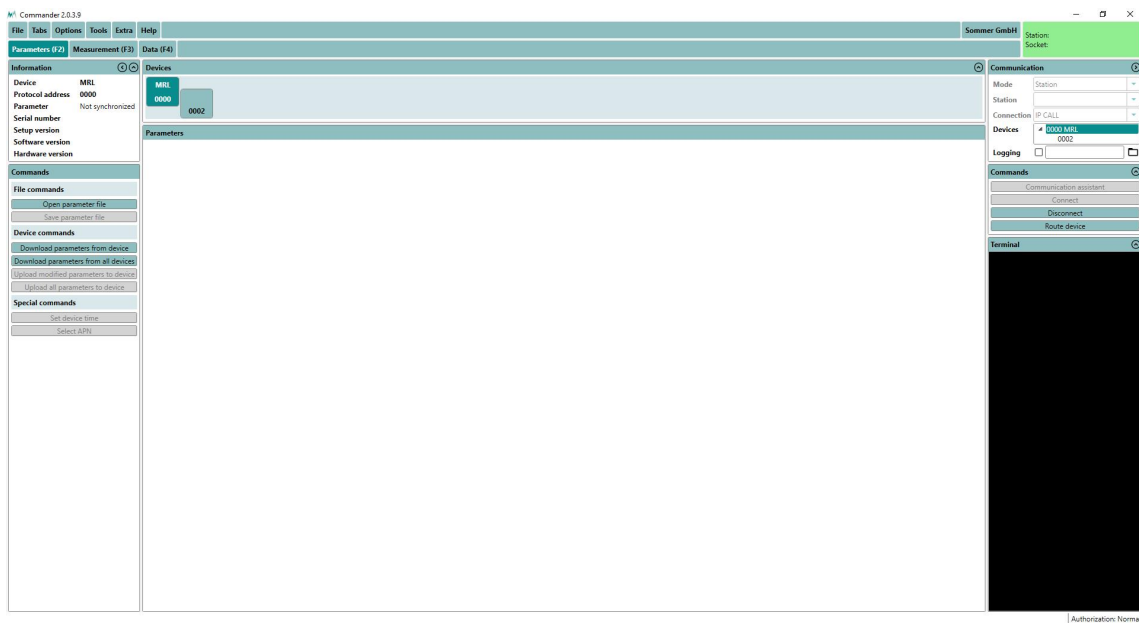 Commander 2.0.3.9
File Tabs Options Tools Extra Help
Sommer GmbH
Station:
Socket:
Parameters (F2) Measurement (F3) Data (F4)
Information
Device MRL
Protocol address 0000
Parameter Not synchronized
Serial number
Setup version
Software version
Hardware version
Commands
File commands
Open parameter file
Save parameter file
Device commands
Download parameters from device
Download parameters from all devices
Upload modified parameters to device
Upload all parameters to device
Special commands
Set device time
Select APN
Devices
MRL
0000
0002
Parameters
Communication
Mode Station
Station
Connection IP CALL
Devices 0000 MRL
0002
Logging
Commands
Communication assistant
Connect
Disconnect
Route device
Terminal
Authorization: Norma